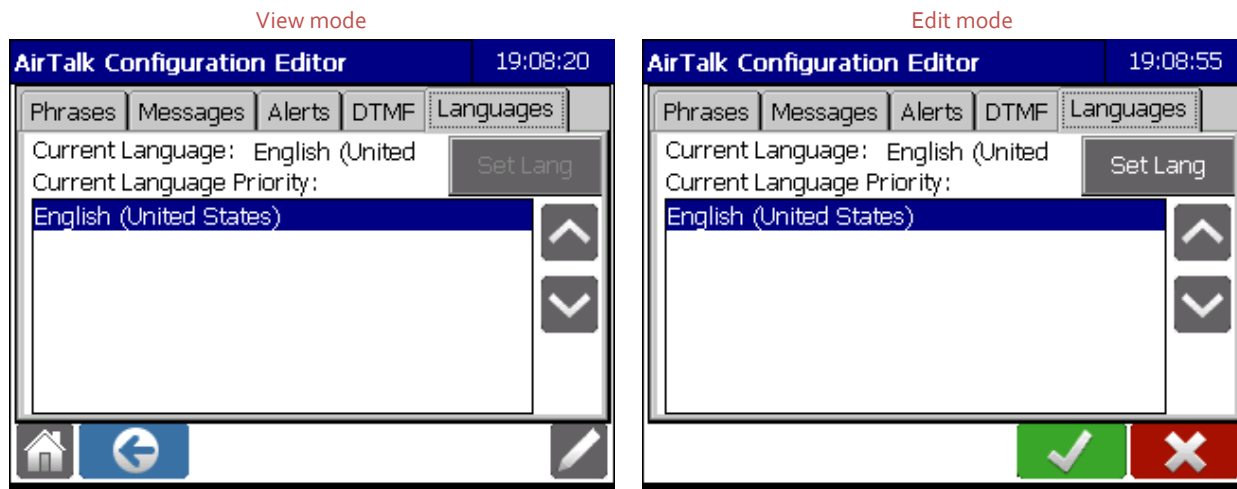 View mode
AirTalk Configuration Editor 19:08:20
Phrases Messages Alerts DTMF Languages
Current Language: English (United
Set Lang
Current Language Priority:
English (United States)
Edit mode
AirTalk Configuration Editor 19:08:55
Phrases Messages Alerts DTMF Languages
Current Language: English (United
Set Lang
Current Language Priority:
English (United States)